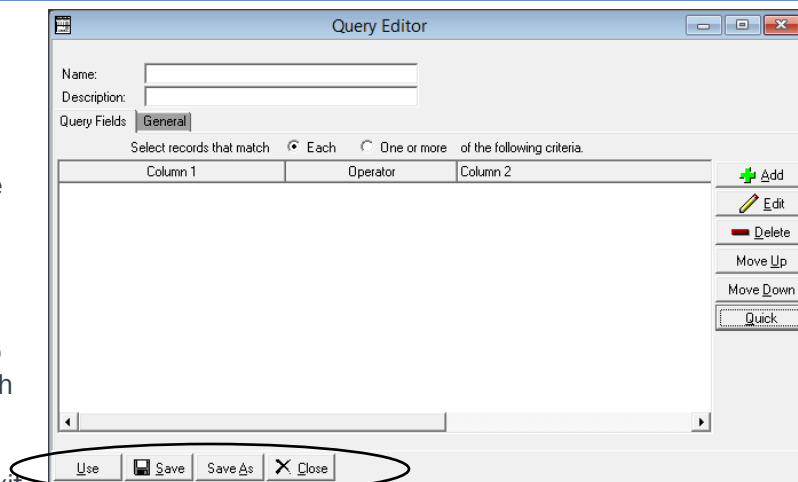 Query Editor
Name:
Description:
Query Fields General
Select records that match Each One or more of the following criteria.
Column 1 Operator Column 2
Add
Edit
Delete
Move Up
Move Down
Quick
Use Save Save As Close